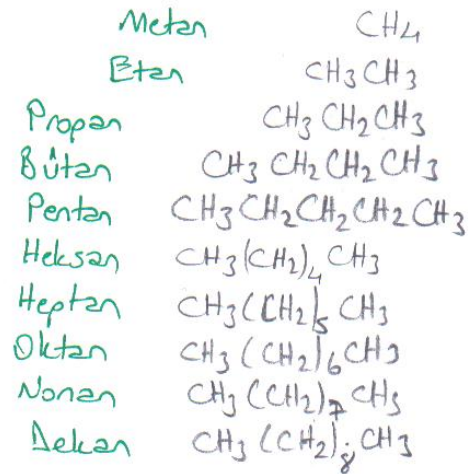 Metan CH4
Etan CH3CH3
Propan CH3CH2CH3
Bütan CH3CH2CH2CH3
Pentan CH3CH2CH2CH2CH3
Heksan CH3(CH2)4CH3
Heptan CH3(CH2)5CH3
Oktan CH3(CH2)6CH3
Nonan CH3(CH2)7CH3
Dekan CH3(CH2)8CH3